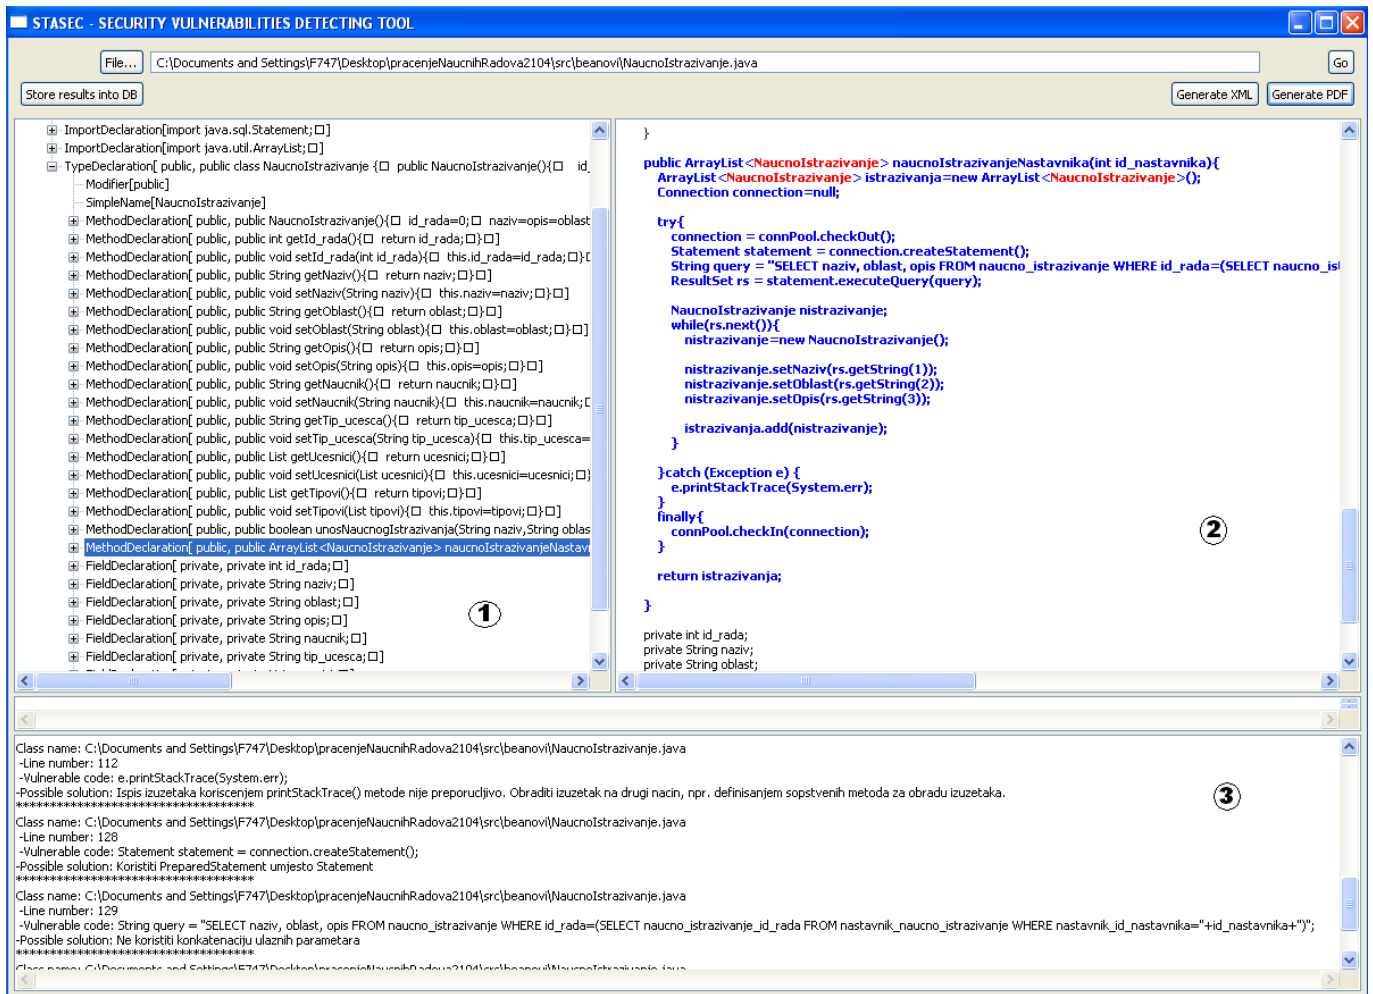 STASEC - SECURITY VULNERABILITIES DETECTING TOOL
File... C:\Documents and Settings\F747\Desktop\pracenjeNaucnihRadova2104\src\beanovi\NaucnoIstrazivanje.java Go
Store results into DB Generate XML Generate PDF
ImportDeclaration[import java.sql.Statement;□]
ImportDeclaration[import java.util.ArrayList;□]
TypeDeclaration[ public, public class NaucnoIstrazivanje {□ public NaucnoIstrazivanje(){□ id_
Modifier[public]
SimpleName[NaucnoIstrazivanje]
MethodDeclaration[ public, public NaucnoIstrazivanje(){□ id_rada=0;□ naziv=opis=oblast
MethodDeclaration[ public, public int getId_rada(){□ return id_rada;□}□]
MethodDeclaration[ public, public void setId_rada(int id_rada){□ this.id_rada=id_rada;□}[
MethodDeclaration[ public, public String getNaziv(){□ return naziv;□}□]
MethodDeclaration[ public, public void setNaziv(String naziv){□ this.naziv=naziv;□}□]
MethodDeclaration[ public, public String getOblast(){□ return oblast;□}□]
MethodDeclaration[ public, public void setOblast(String oblast){□ this.oblast=oblast;□}□]
MethodDeclaration[ public, public String getOpis(){□ return opis;□}□]
MethodDeclaration[ public, public void setOpis(String opis){□ this.opis=opis;□}□]
MethodDeclaration[ public, public String getNaucnik(){□ return naucnik;□}□]
MethodDeclaration[ public, public void setNaucnik(String naucnik){□ this.naucnik=naucnik;[
MethodDeclaration[ public, public String getTip_ucesca(){□ return tip_ucesca;□}□]
MethodDeclaration[ public, public void setTip_ucesca(String tip_ucesca){□ this.tip_ucesca=
MethodDeclaration[ public, public List getUcesnici(){□ return ucesnici;□}□]
MethodDeclaration[ public, public void setUcesnici(List ucesnici){□ this.ucesnici=ucesnici;□}
MethodDeclaration[ public, public List getTipovi(){□ return tipovi;□}□]
MethodDeclaration[ public, public void setTipovi(List tipovi){□ this.tipovi=tipovi;□}□]
MethodDeclaration[ public, public boolean unosNaucnogIstrazivanja(String naziv,String oblas
MethodDeclaration[ public, public ArrayList<NaucnoIstrazivanje> naucnoIstrazivanjeNastavn
FieldDeclaration[ private, private int id_rada;□]
FieldDeclaration[ private, private String naziv;□]
FieldDeclaration[ private, private String oblast;□]
FieldDeclaration[ private, private String opis;□]
FieldDeclaration[ private, private String naucnik;□]
FieldDeclaration[ private, private String tip_ucesca;□]
1
}
public ArrayList<NaucnoIstrazivanje> naucnoIstrazivanjeNastavnika(int id_nastavnika){
ArrayList<NaucnoIstrazivanje> istrazivanja=new ArrayList<NaucnoIstrazivanje>();
Connection connection=null;
try{
connection = connPool.checkOut();
Statement statement = connection.createStatement();
String query = "SELECT naziv, oblast, opis FROM naucno_istrazivanje WHERE id_rada=(SELECT naucno_ist
ResultSet rs = statement.executeQuery(query);
NaucnoIstrazivanje nistrazivanje;
while(rs.next()){
nistrazivanje=new NaucnoIstrazivanje();
nistrazivanje.setNaziv(rs.getString(1));
nistrazivanje.setOblast(rs.getString(2));
nistrazivanje.setOpis(rs.getString(3));
istrazivanja.add(nistrazivanje);
}
}catch (Exception e) {
e.printStackTrace(System.err);
}
finally{
connPool.checkIn(connection);
}
return istrazivanja;
}
private int id_rada;
private String naziv;
private String oblast;
2
Class name: C:\Documents and Settings\F747\Desktop\pracenjeNaucnihRadova2104\src\beanovi\NaucnoIstrazivanje.java
-Line number: 112
-Vulnerable code: e.printStackTrace(System.err);
-Possible solution: Ispis izuzetaka koriscenjem printStackTrace() metode nije preporucljivo. Obraditi izuzetak na drugi nacin, npr. definisanjem sopstvenih metoda za obradu izuzetaka.
************************************
Class name: C:\Documents and Settings\F747\Desktop\pracenjeNaucnihRadova2104\src\beanovi\NaucnoIstrazivanje.java
-Line number: 128
-Vulnerable code: Statement statement = connection.createStatement();
-Possible solution: Koristiti PreparedStatement umjesto Statement
************************************
Class name: C:\Documents and Settings\F747\Desktop\pracenjeNaucnihRadova2104\src\beanovi\NaucnoIstrazivanje.java
-Line number: 129
-Vulnerable code: String query = "SELECT naziv, oblast, opis FROM naucno_istrazivanje WHERE id_rada=(SELECT naucno_istrazivanje_id_rada FROM nastavnik_naucno_istrazivanje WHERE nastavnik_id_nastavnika="+id_nastavnika+")";
-Possible solution: Ne koristiti konkatenaciju ulaznih parametara
************************************
Class name: C:\Documents and Settings\F747\Desktop\pracenjeNaucnihRadova2104\src\beanovi\NaucnoIstrazivanje.java
3